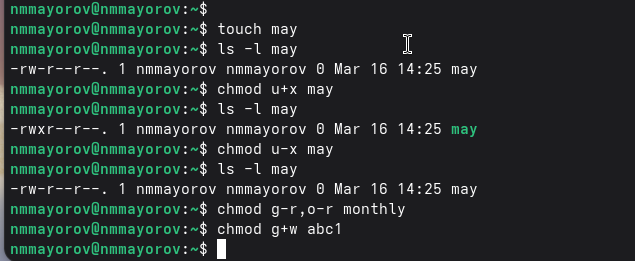 nmmayorov@nmmayorov:~$
nmmayorov@nmmayorov:~$ touch may
nmmayorov@nmmayorov:~$ ls -l may
-rw-r--r--. 1 nmmayorov nmmayorov 0 Mar 16 14:25 may
nmmayorov@nmmayorov:~$ chmod u+x may
nmmayorov@nmmayorov:~$ ls -l may
-rwxr--r--. 1 nmmayorov nmmayorov 0 Mar 16 14:25 may
nmmayorov@nmmayorov:~$ chmod u-x may
nmmayorov@nmmayorov:~$ ls -l may
-rw-r--r--. 1 nmmayorov nmmayorov 0 Mar 16 14:25 may
nmmayorov@nmmayorov:~$ chmod g-r,o-r monthly
nmmayorov@nmmayorov:~$ chmod g+w abc1
nmmayorov@nmmayorov:~$